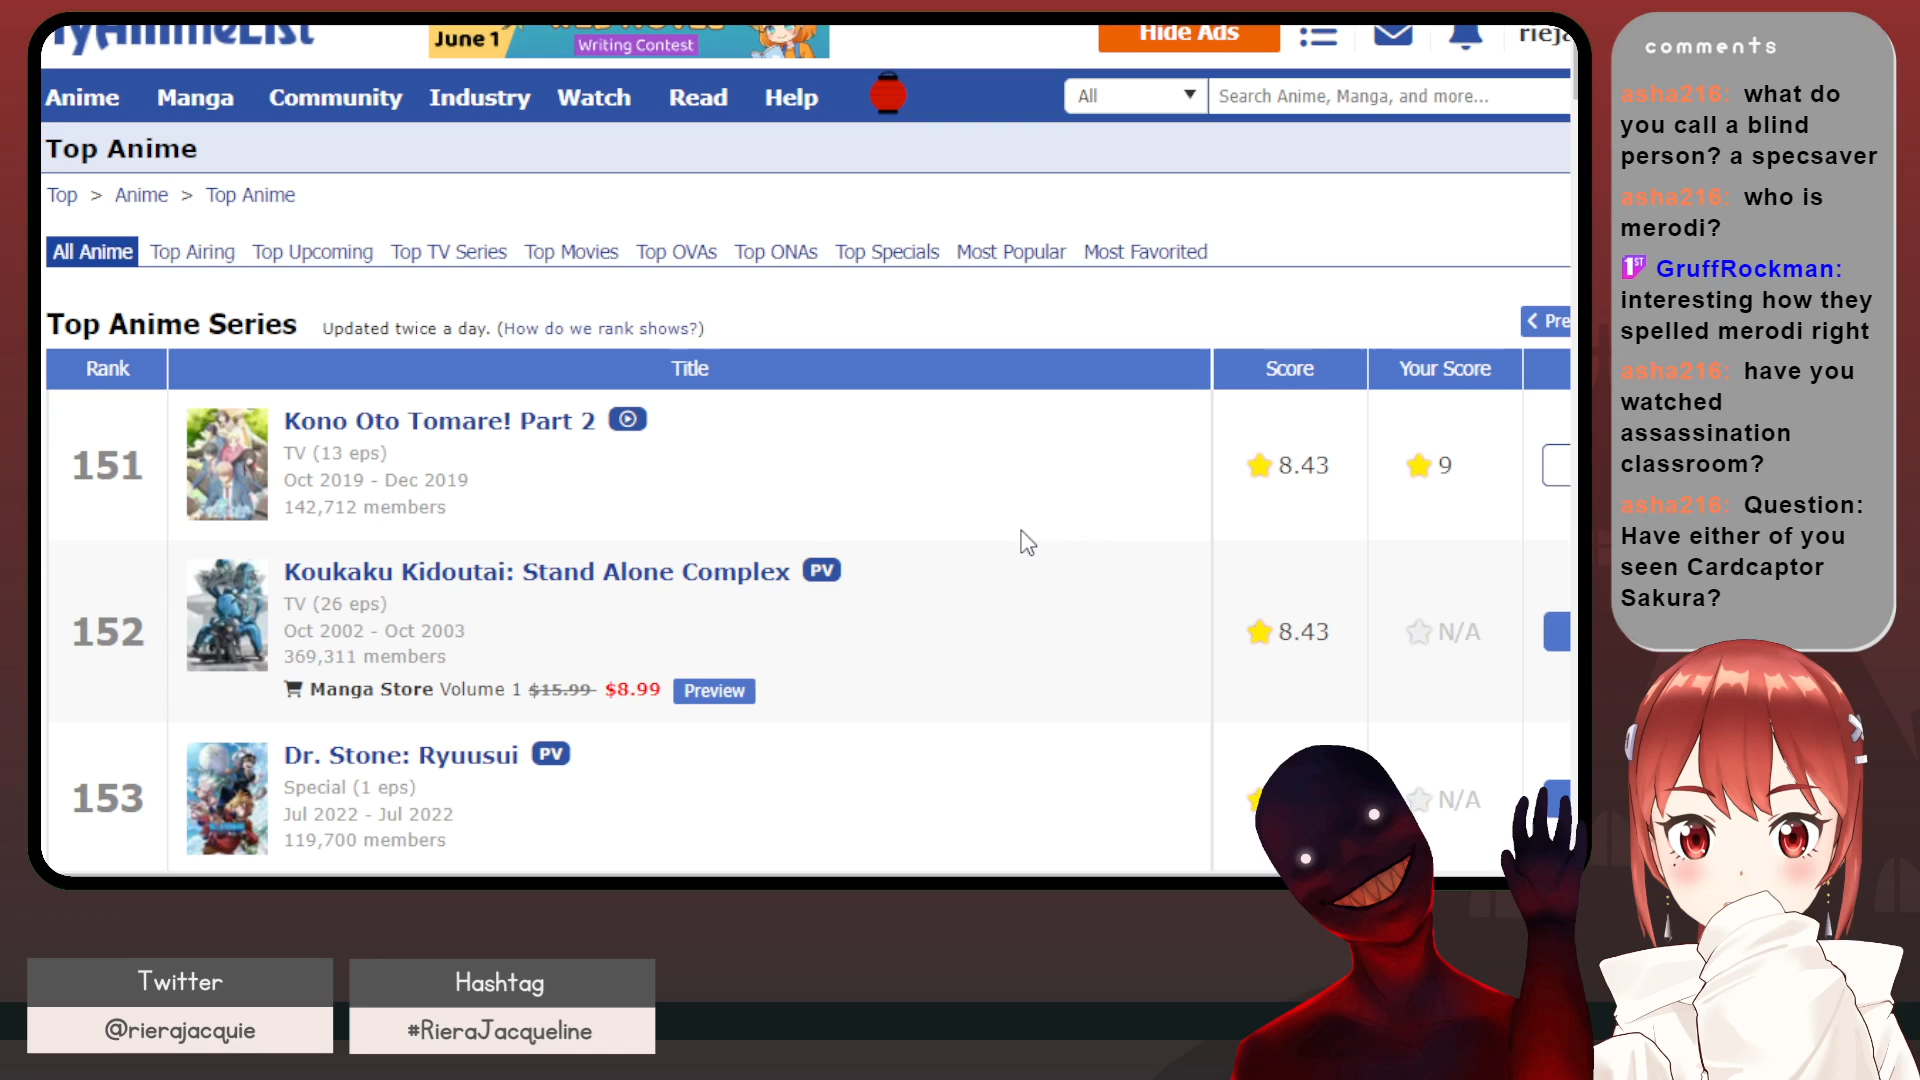 MyAnimeList
June 1
Writing Contest
Hide Ads
Anime Manga Community Industry Watch Read Help
All
Search Anime, Manga, and more...
Top Anime
Top > Anime > Top Anime
All Anime Top Airing Top Upcoming Top TV Series Top Movies Top OVAs Top ONAs Top Specials Most Popular Most Favorited
Top Anime Series Updated twice a day. (How do we rank shows?)
< Pre
Rank Title Score Your Score
151
Kono Oto Tomare! Part 2
TV (13 eps)
Oct 2019 - Dec 2019
142,712 members
8.43
9
152
Koukaku Kidoutai: Stand Alone Complex PV
TV (26 eps)
Oct 2002 - Oct 2003
369,311 members
Manga Store Volume 1 $15.99 $8.99 Preview
8.43
N/A
153
Dr. Stone: Ryuusui PV
Special (1 eps)
Jul 2022 - Jul 2022
119,700 members
N/A
comments
asha216: what do
you call a blind
person? a specsaver
asha216: who is
merodi?
1ST GruffRockman:
interesting how they
spelled merodi right
asha216: have you
watched
assassination
classroom?
asha216: Question:
Have either of you
seen Cardcaptor
Sakura?
Twitter
@rierajacquie
Hashtag
#RieraJacqueline